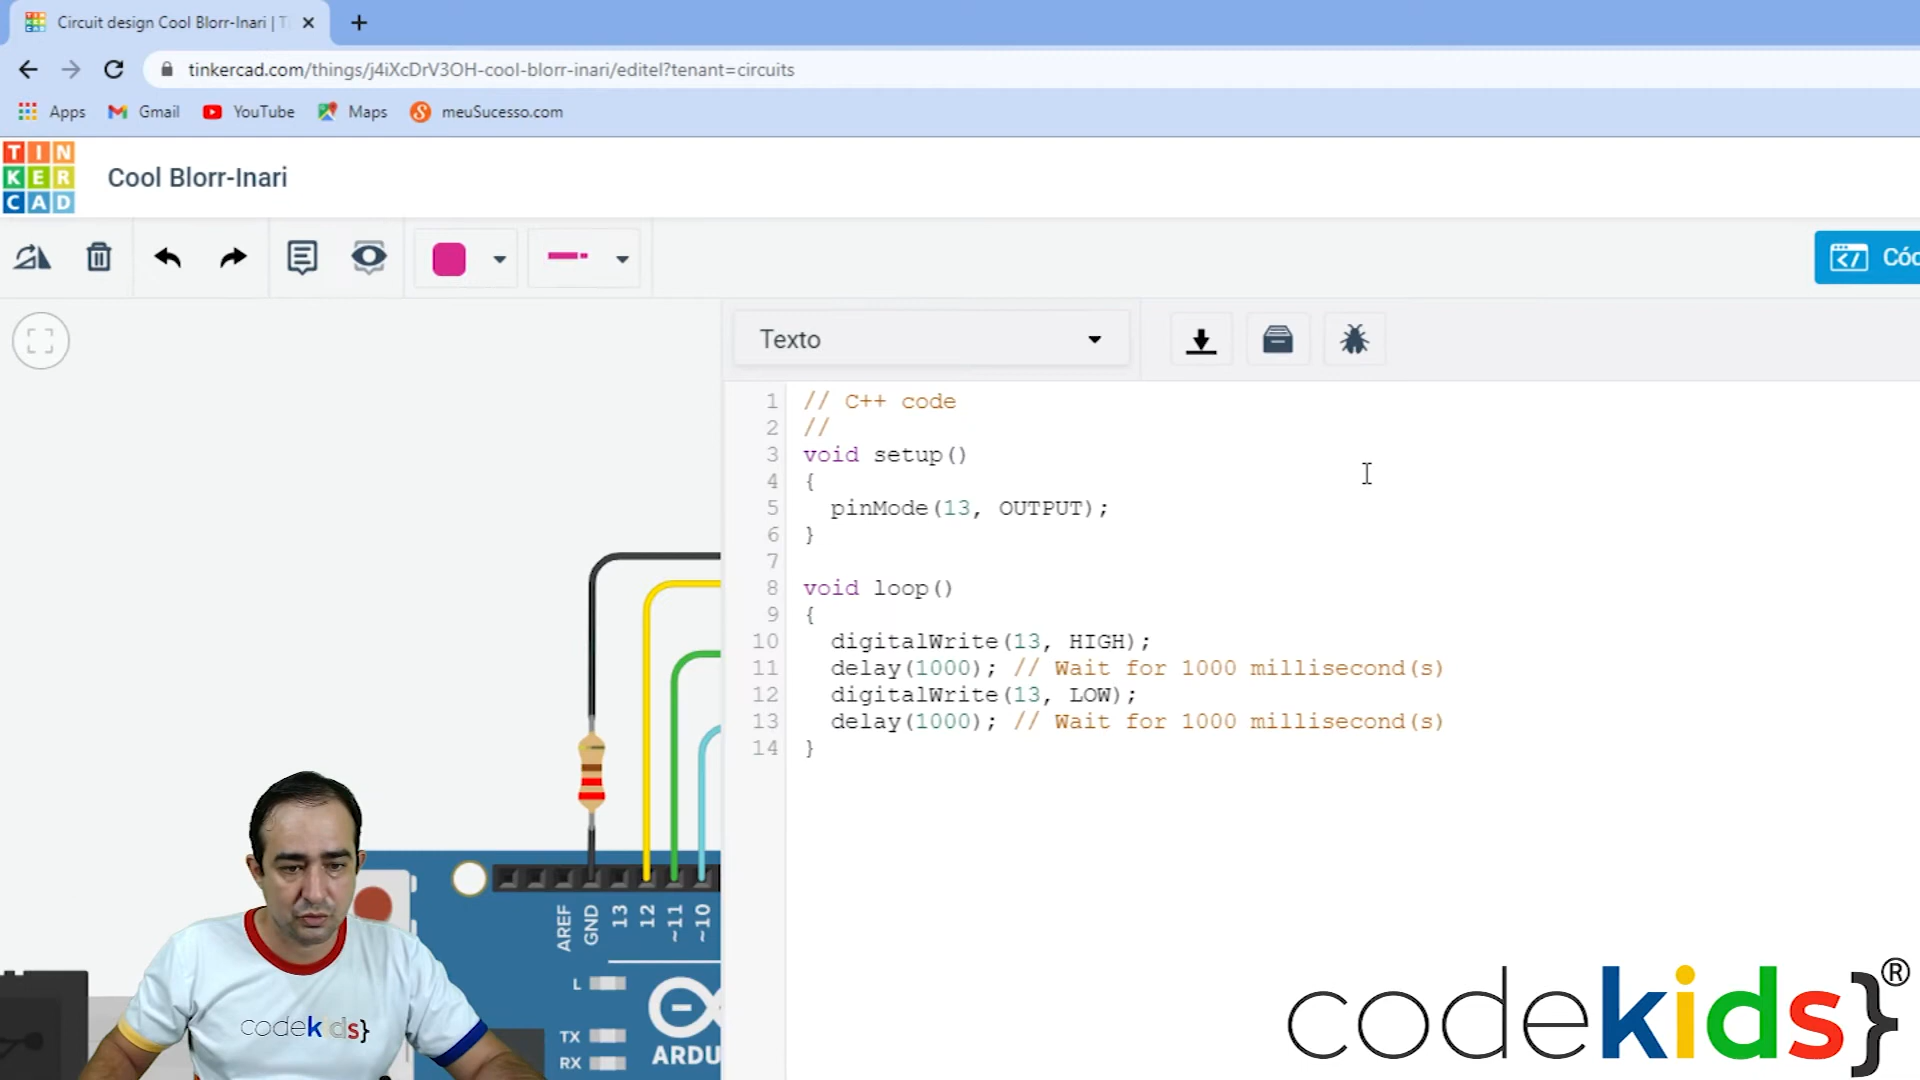 Circuit design Cool Blorr-Inari | T
tinkercad.com/things/j4iXcDrV3OH-cool-blorr-inari/editel?tenant=circuits
Apps Gmail YouTube Maps meuSucesso.com
TIN
KER
CAD
Cool Blorr-Inari
Cóc
Texto
1 // C++ code
2 //
3 void setup()
4 {
5 pinMode(13, OUTPUT);
6 }
7
8 void loop()
9 {
10 digitalWrite(13, HIGH);
11 delay(1000); // Wait for 1000 millisecond(s)
12 digitalWrite(13, LOW);
13 delay(1000); // Wait for 1000 millisecond(s)
14 }
AREF
GND
13
12
~11
~10
L
TX
RX
ARDU
codekids}
codekids}®